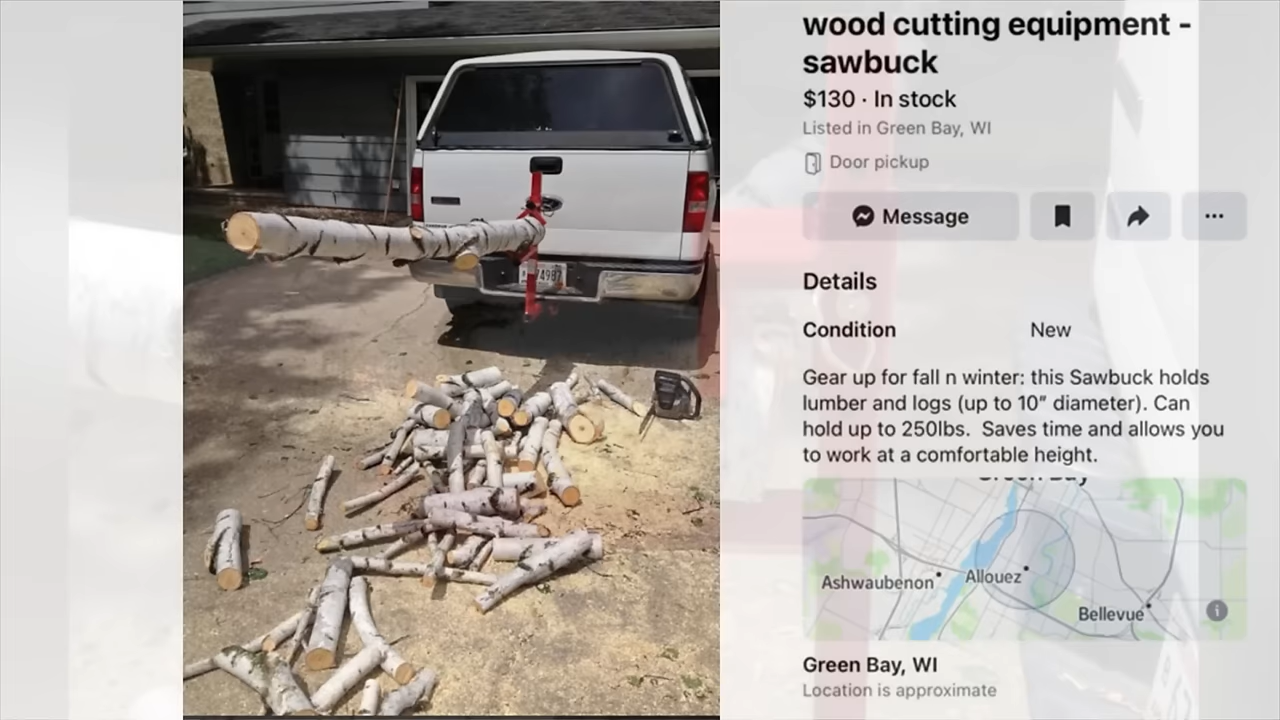 wood cutting equipment -
sawbuck
$130 · In stock
Listed in Green Bay, WI
Door pickup
Message
Details
Condition New
Gear up for fall n winter: this Sawbuck holds
lumber and logs (up to 10" diameter). Can
hold up to 250lbs.  Saves time and allows you
to work at a comfortable height.
Green Bay
Ashwaubenon
Allouez
Bellevue
Green Bay, WI
Location is approximate